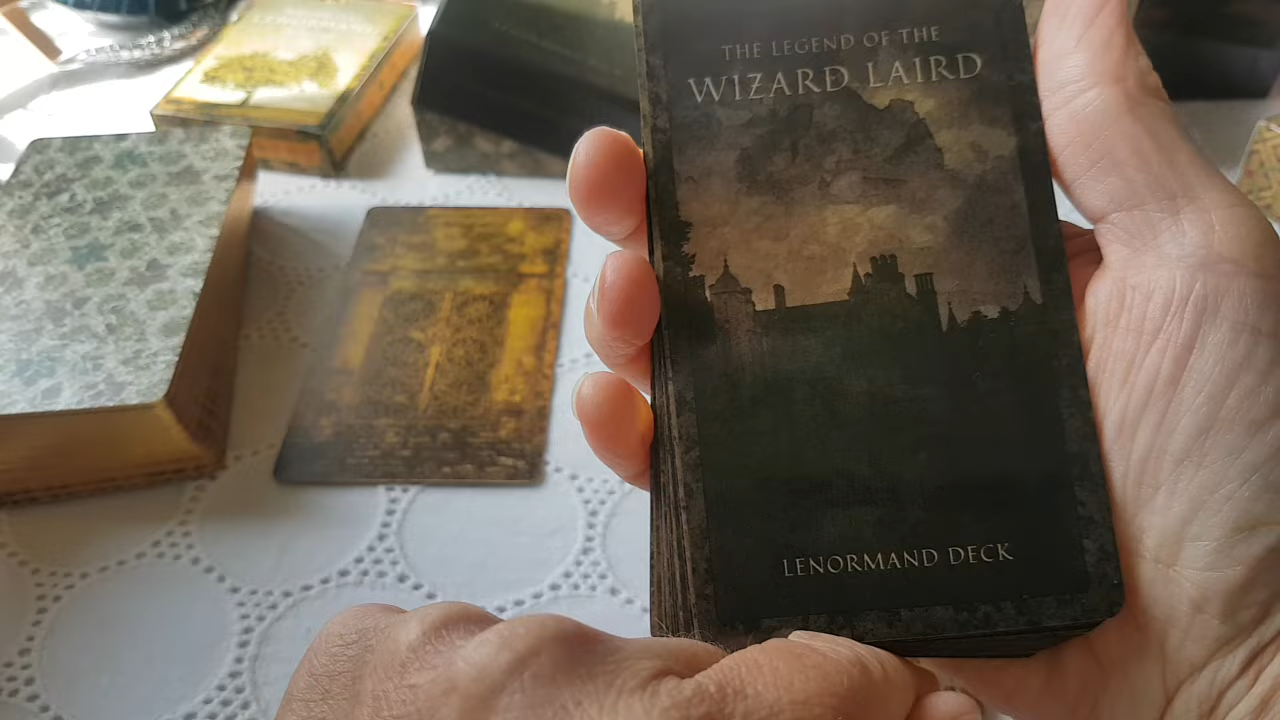 THE LEGEND OF THE
WIZARD LAIRD
LENORMAND DECK